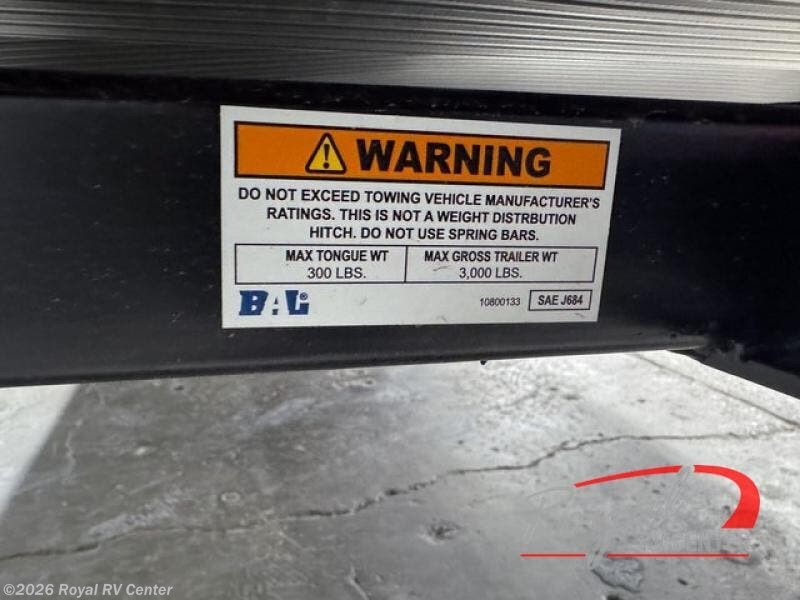 WARNING
DO NOT EXCEED TOWING VEHICLE MANUFACTURER'S
RATINGS. THIS IS NOT A WEIGHT DISTRBUTION
HITCH. DO NOT USE SPRING BARS.
MAX TONGUE WT
300 LBS.
MAX GROSS TRAILER WT
3,000 LBS.
BAL®
10800133
SAE J684
©2026 Royal RV Center